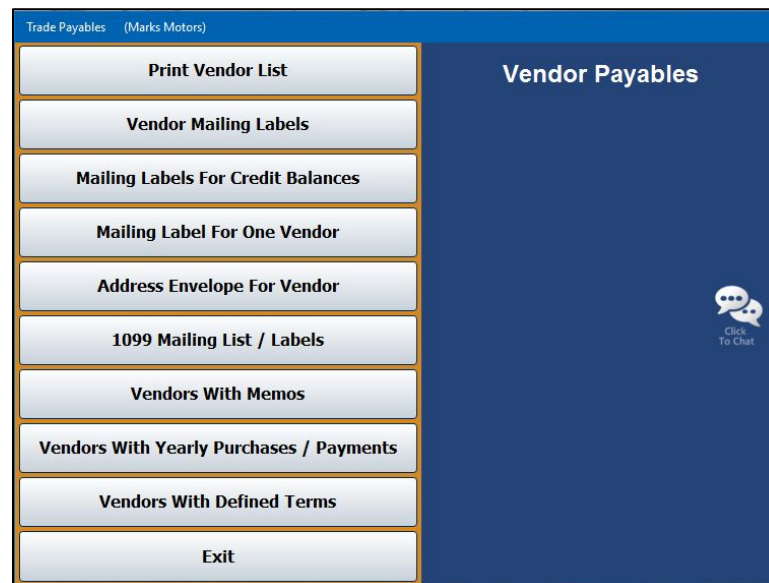 Trade Payables (Marks Motors)
Print Vendor List
Vendor Mailing Labels
Mailing Labels For Credit Balances
Mailing Label For One Vendor
Address Envelope For Vendor
1099 Mailing List / Labels
Vendors With Memos
Vendors With Yearly Purchases / Payments
Vendors With Defined Terms
Exit
Vendor Payables
Click
To Chat